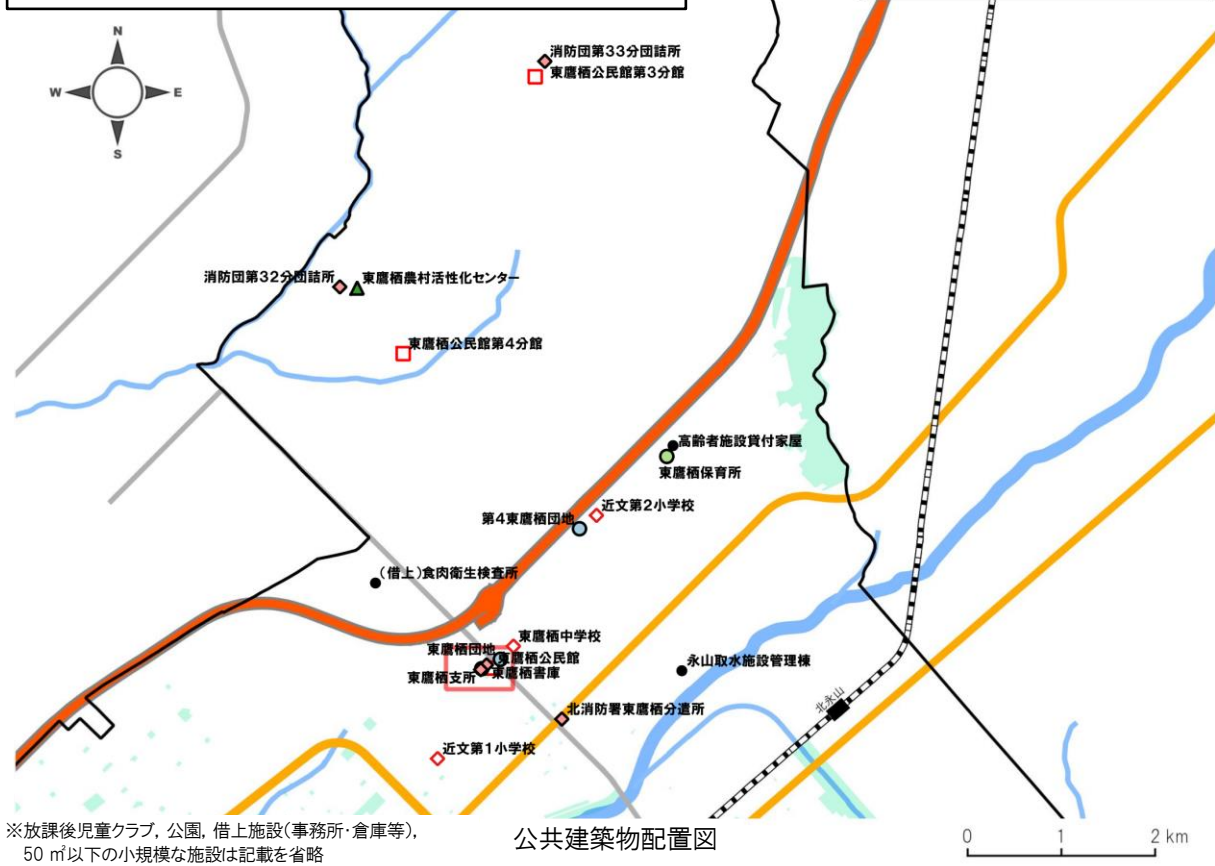 N
W
E
S
消防団第33分団詰所
東鷹栖公民館第3分館
消防団第32分団詰所
東鷹栖農村活性化センター
東鷹栖公民館第4分館
高齢者施設貸付家屋
東鷹栖保育所
近文第2小学校
第4東鷹栖団地
（借上）食肉衛生検査所
東鷹栖中学校
東鷹栖団地
東鷹栖公民館
東鷹栖書庫
東鷹栖支所
永山取水施設管理棟
北永山
北消防署東鷹栖分遣所
近文第1小学校
※放課後児童クラブ, 公園, 借上施設(事務所・倉庫等),
50 ㎡以下の小規模な施設は記載を省略
公共建築物配置図
0 1 2 km